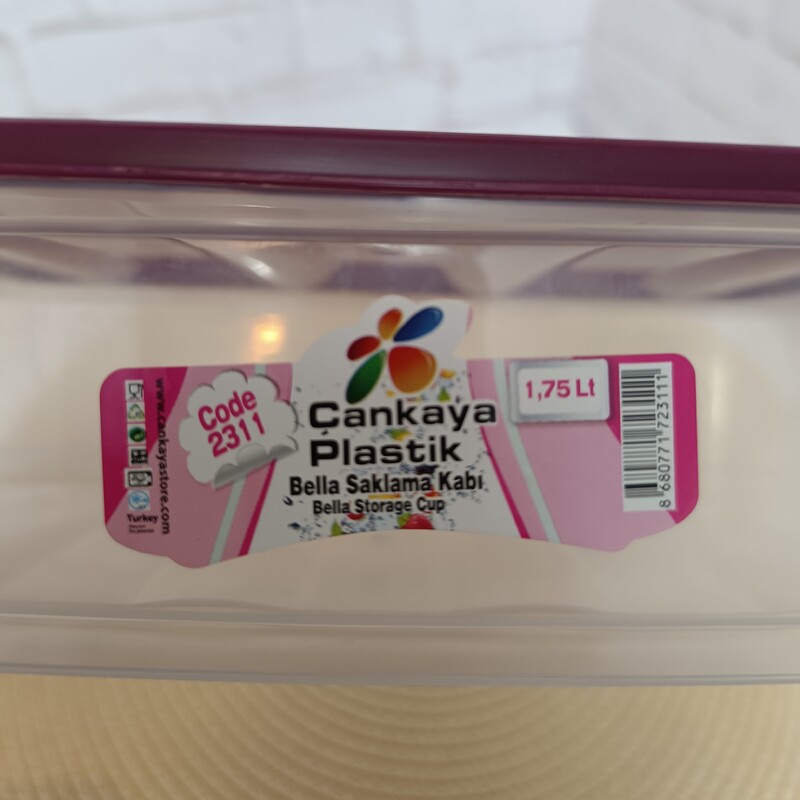 Code
2311
Çankaya
Plastik
Bella Saklama Kabı
Bella Storage Cup
1,75 Lt
8 680771 723111
www.cankayastore.com
Turkey